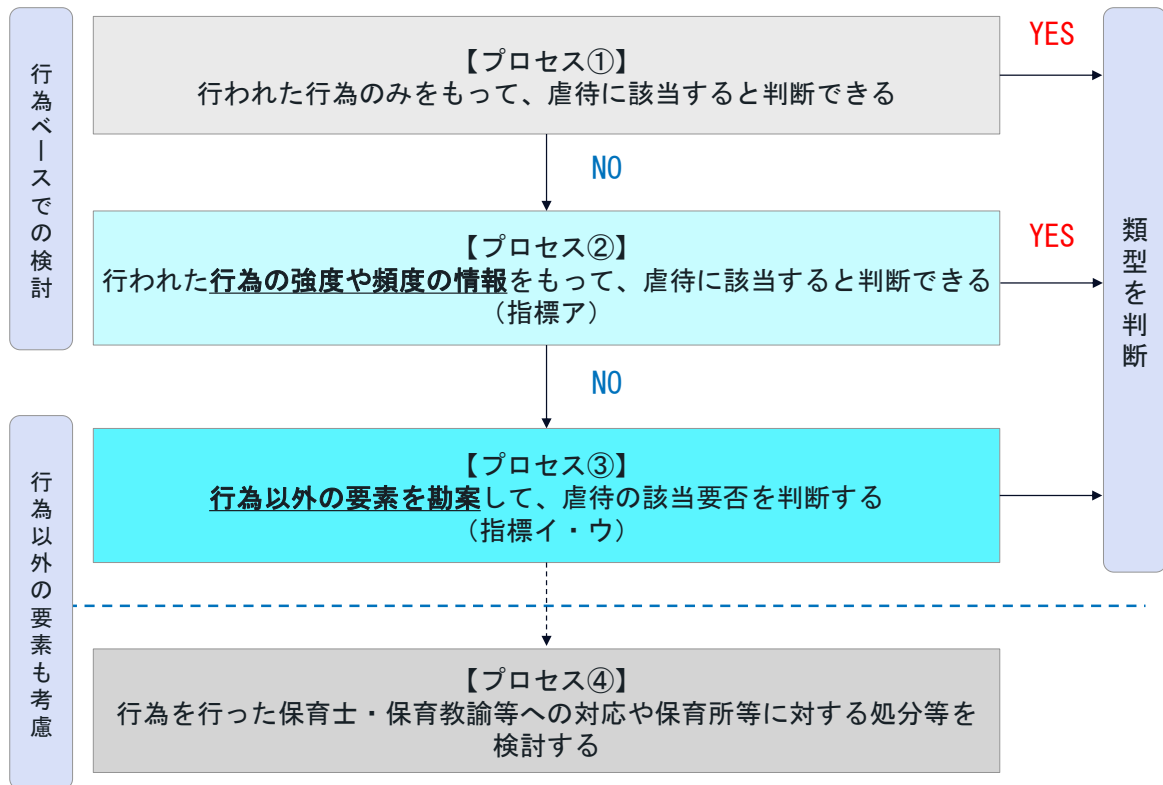 行為ベースでの検討
【プロセス①】
行われた行為のみをもって、虐待に該当すると判断できる
YES
NO
【プロセス②】
行われた行為の強度や頻度の情報をもって、虐待に該当すると判断できる
（指標ア）
YES
類型を判断
NO
行為以外の要素も考慮
【プロセス③】
行為以外の要素を勘案して、虐待の該当要否を判断する
（指標イ・ウ）
【プロセス④】
行為を行った保育士・保育教諭等への対応や保育所等に対する処分等を
検討する